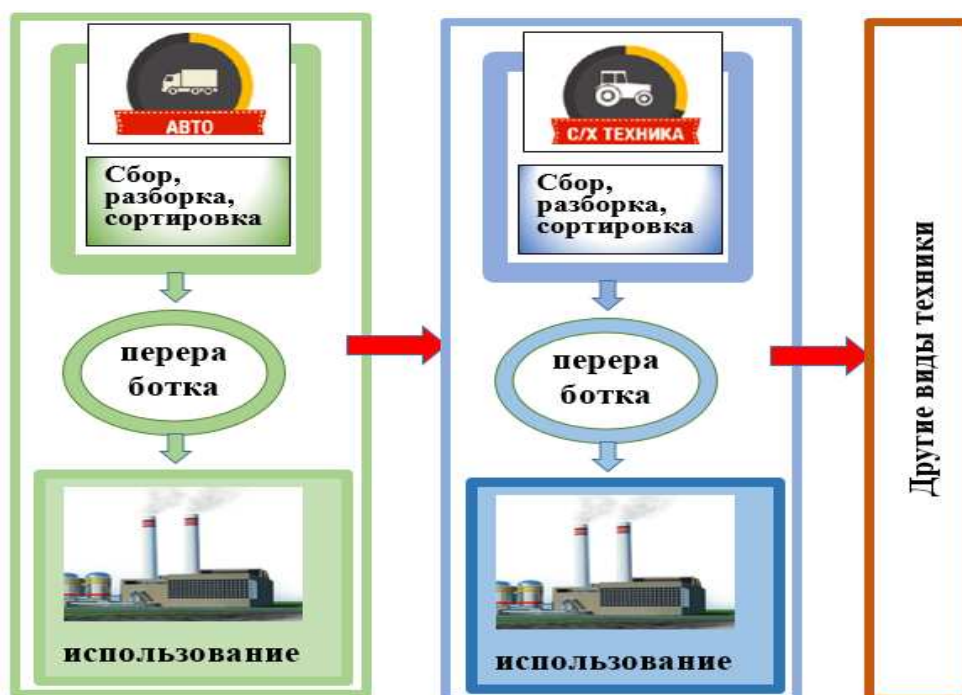 АВТО
Сбор,
разборка,
сортировка
перера
ботка
использование
С/Х ТЕХНИКА
Сбор,
разборка,
сортировка
перера
ботка
использование
Другие виды техники